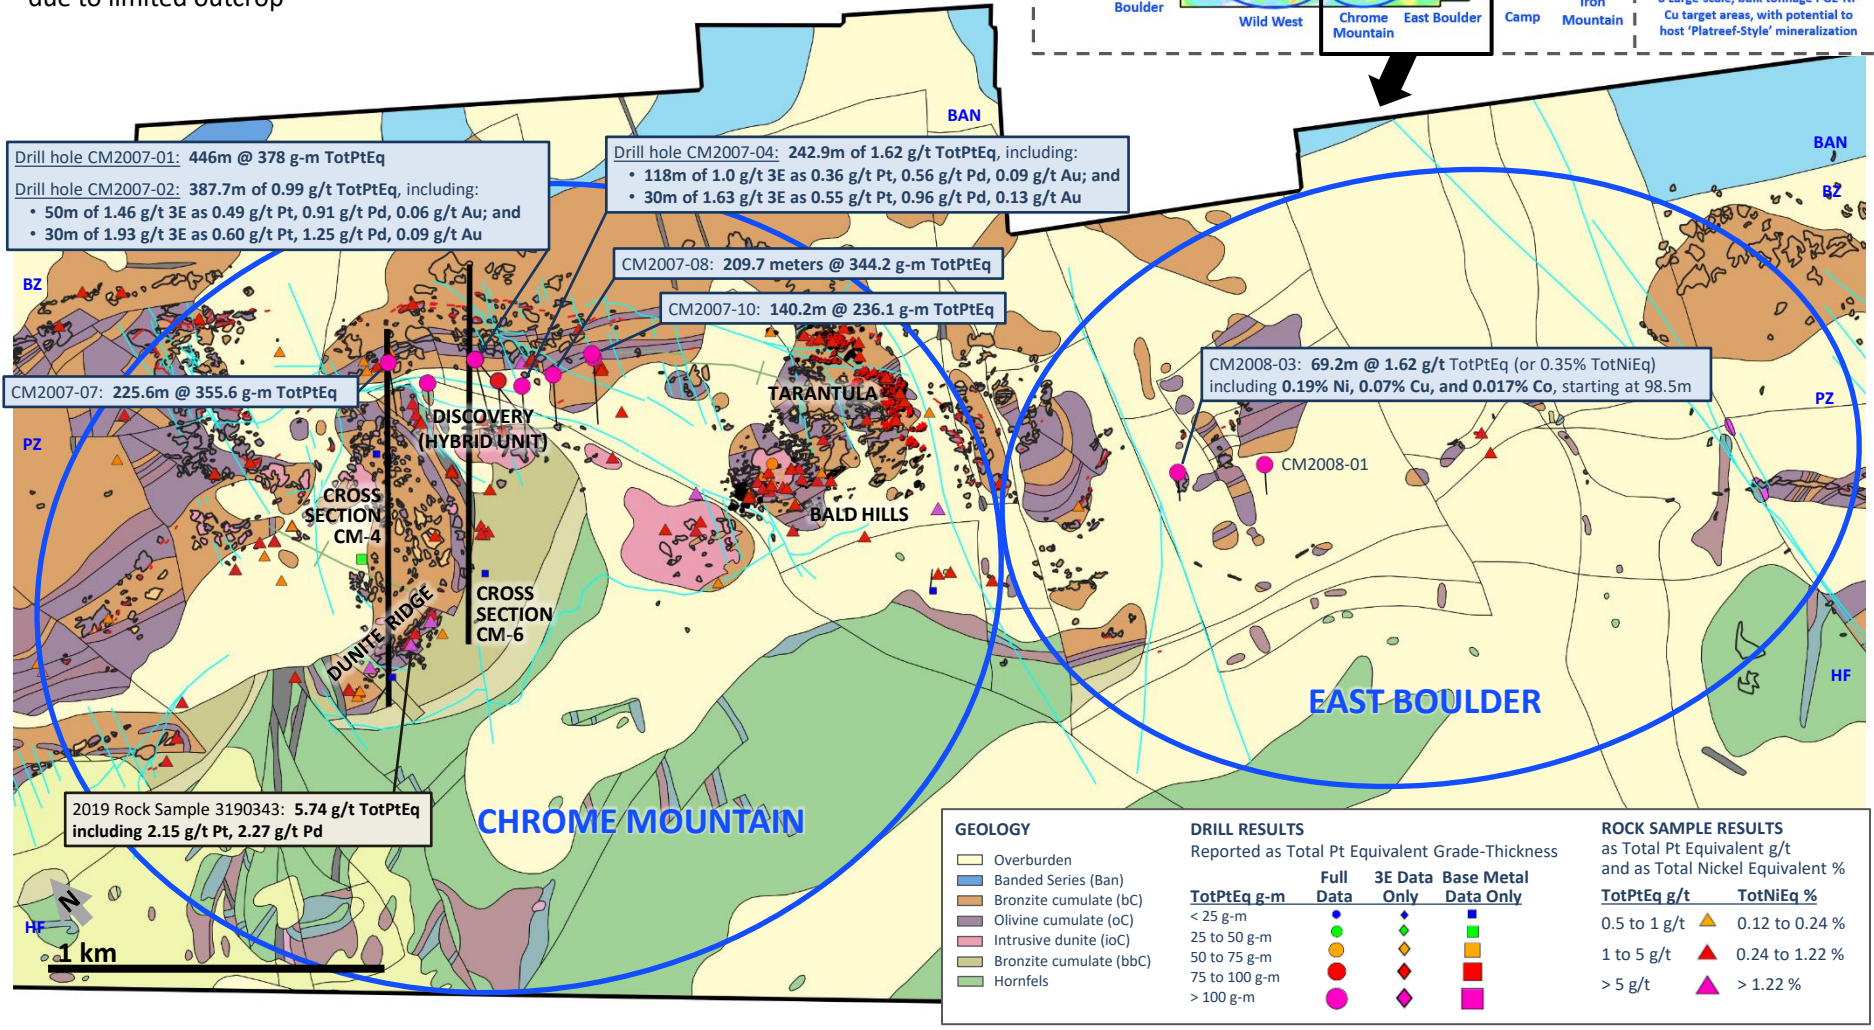 due to limited outcrop
Boulder
Wild West
Chrome
Mountain
East Boulder
Camp
Iron
Mountain
Cu target areas, with potential to
host 'Platreef-Style' mineralization
BAN
BAN
BZ
BZ
PZ
PZ
HF
HF
Drill hole CM2007-01: 446m @ 378 g-m TotPtEq
Drill hole CM2007-02: 387.7m of 0.99 g/t TotPtEq, including:
• 50m of 1.46 g/t 3E as 0.49 g/t Pt, 0.91 g/t Pd, 0.06 g/t Au; and
• 30m of 1.93 g/t 3E as 0.60 g/t Pt, 1.25 g/t Pd, 0.09 g/t Au
Drill hole CM2007-04: 242.9m of 1.62 g/t TotPtEq, including:
• 118m of 1.0 g/t 3E as 0.36 g/t Pt, 0.56 g/t Pd, 0.09 g/t Au; and
• 30m of 1.63 g/t 3E as 0.55 g/t Pt, 0.96 g/t Pd, 0.13 g/t Au
CM2007-08: 209.7 meters @ 344.2 g-m TotPtEq
CM2007-10: 140.2m @ 236.1 g-m TotPtEq
CM2007-07: 225.6m @ 355.6 g-m TotPtEq
CM2008-03: 69.2m @ 1.62 g/t TotPtEq (or 0.35% TotNiEq)
including 0.19% Ni, 0.07% Cu, and 0.017% Co, starting at 98.5m
CM2008-01
TARANTULA
DISCOVERY
(HYBRID UNIT)
CROSS
SECTION
CM-4
BALD HILLS
CROSS
SECTION
CM-6
DUNITE RIDGE
EAST BOULDER
CHROME MOUNTAIN
2019 Rock Sample 3190343: 5.74 g/t TotPtEq
including 2.15 g/t Pt, 2.27 g/t Pd
N
1 km
GEOLOGY
Overburden
Banded Series (Ban)
Bronzite cumulate (bC)
Olivine cumulate (oC)
Intrusive dunite (ioC)
Bronzite cumulate (bbC)
Hornfels
DRILL RESULTS
Reported as Total Pt Equivalent Grade-Thickness
TotPtEq g-m Full Data 3E Data Only Base Metal Data Only
< 25 g-m
25 to 50 g-m
50 to 75 g-m
75 to 100 g-m
> 100 g-m
ROCK SAMPLE RESULTS
as Total Pt Equivalent g/t
and as Total Nickel Equivalent %
TotPtEq g/t TotNiEq %
0.5 to 1 g/t 0.12 to 0.24 %
1 to 5 g/t 0.24 to 1.22 %
> 5 g/t > 1.22 %